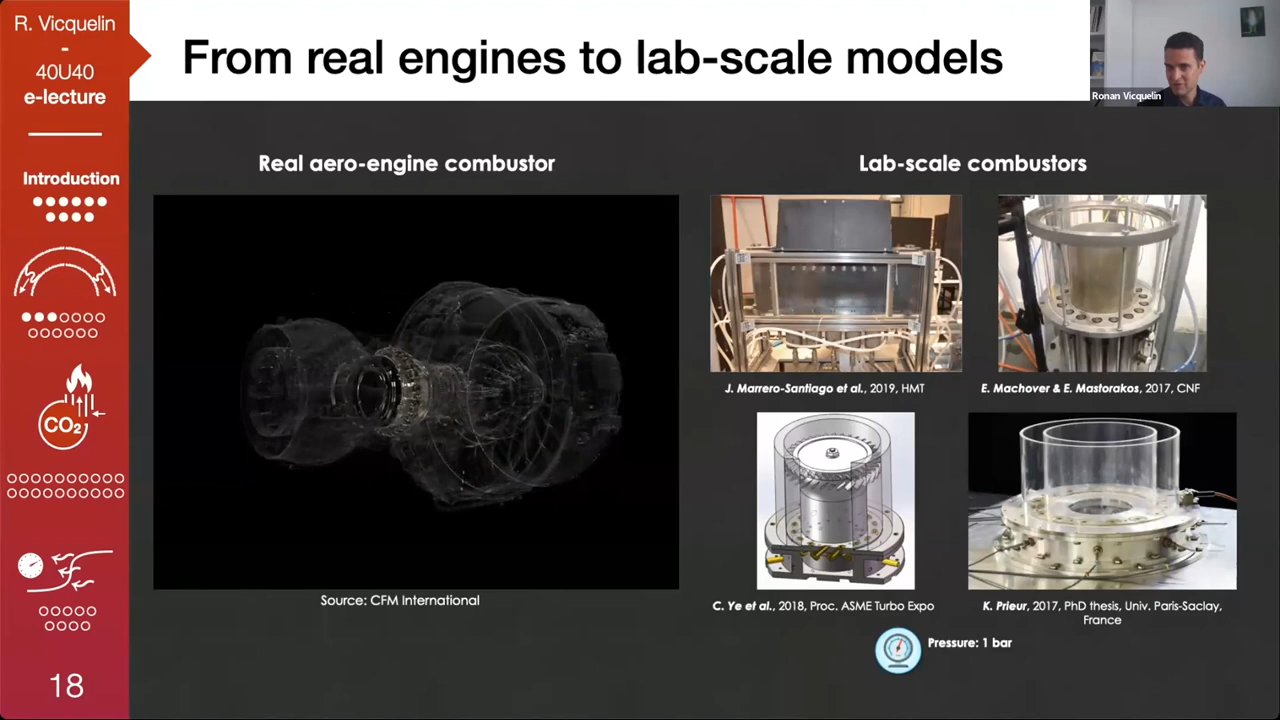 R. Vicquelin
-
40U40
e-lecture
Introduction
CO2
18
From real engines to lab-scale models
Ronan Vicquelin
Real aero-engine combustor
Source: CFM International
Lab-scale combustors
J. Marrero-Santiago et al., 2019, HMT
E. Machover & E. Mastorakos, 2017, CNF
C. Ye et al., 2018, Proc. ASME Turbo Expo
K. Prieur, 2017, PhD thesis, Univ. Paris-Saclay,
France
Pressure: 1 bar